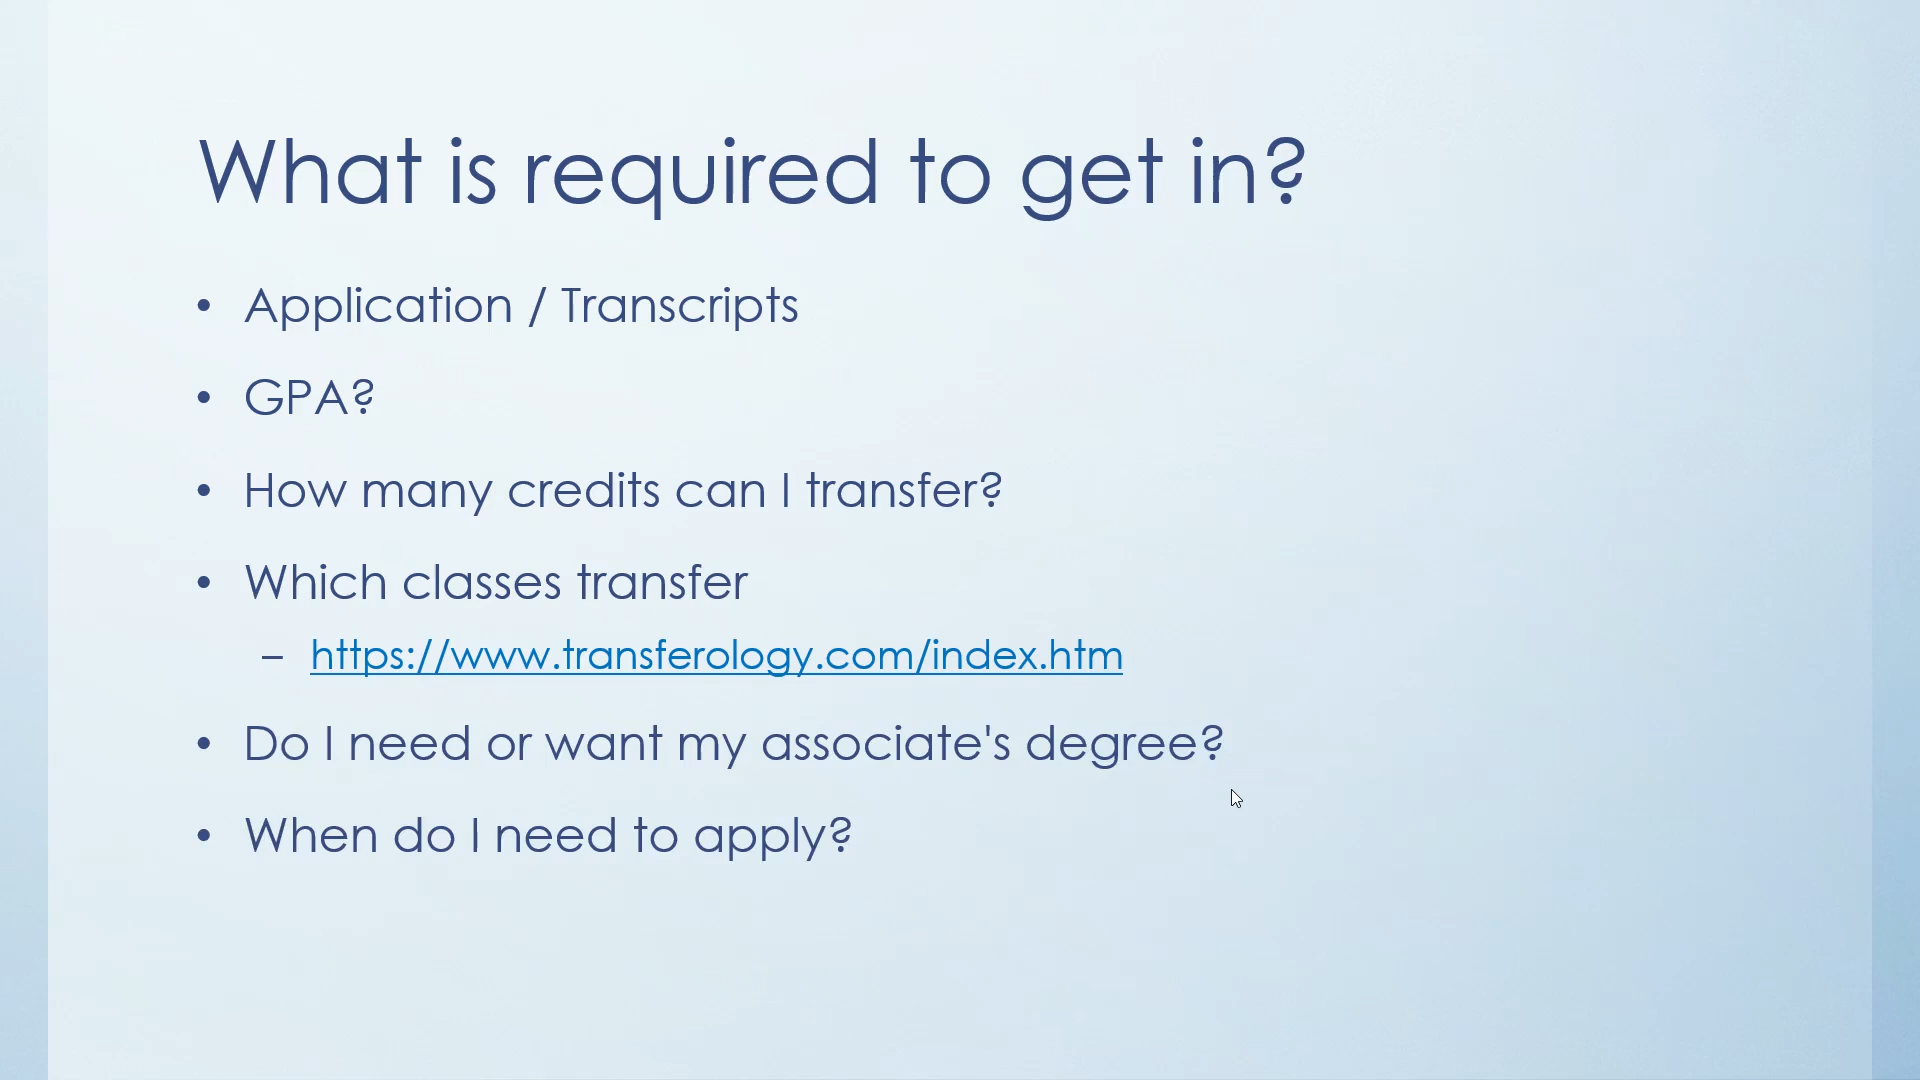 What is required to get in?
• Application / Transcripts
• GPA?
• How many credits can I transfer?
• Which classes transfer
– https://www.transferology.com/index.htm
• Do I need or want my associate's degree?
• When do I need to apply?